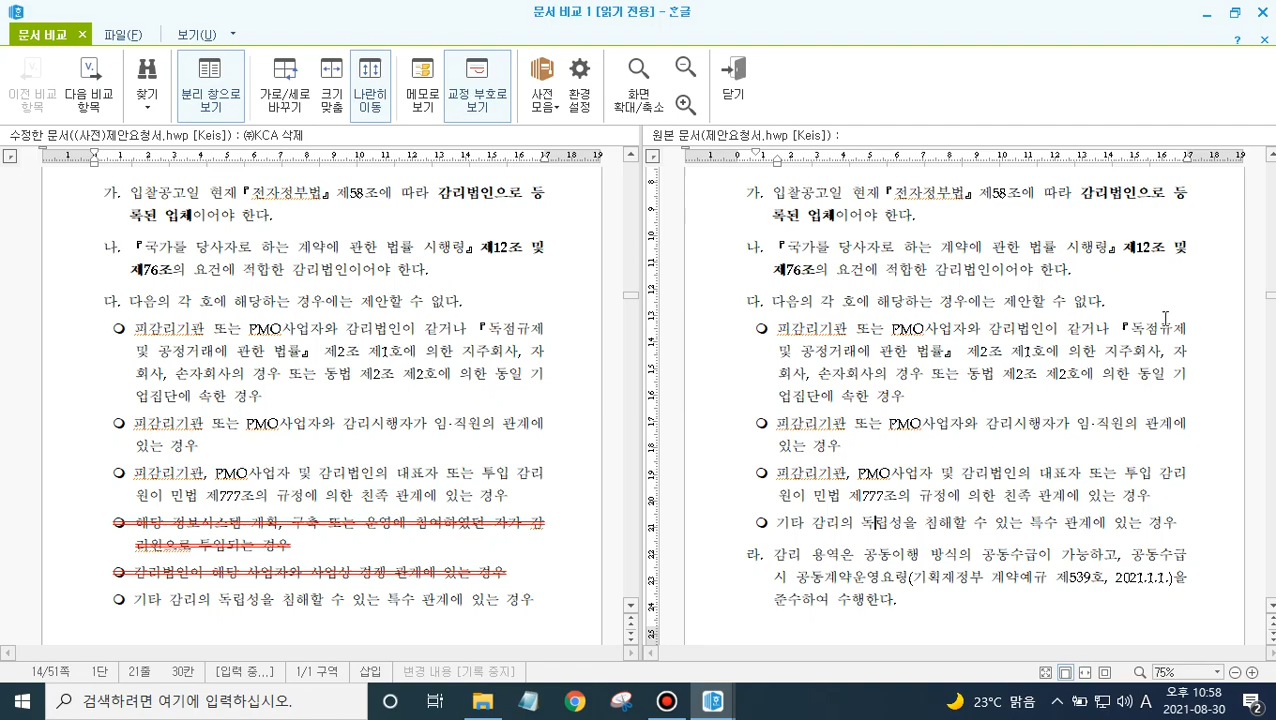 문서 비교 1 [읽기 전용] - 한글
문서 비교 × 파일(F) 보기(U)
이전 비교 항목
다음 비교 항목
찾기
분리 창으로 보기
가로/세로 바꾸기
크기 맞춤
나란히 이동
메모로 보기
교정 부호로 보기
사전 모음
환경 설정
화면 확대/축소
닫기
수정한 문서((사전)제안요청서.hwp [Keis]) : ㈜KCA 삭제
가. 입찰공고일 현재『전자정부법』제58조에 따라 감리법인으로 등
록된 업체이어야 한다.
나. 『국가를 당사자로 하는 계약에 관한 법률 시행령』제12조 및
제76조의 요건에 적합한 감리법인이어야 한다.
다. 다음의 각 호에 해당하는 경우에는 제안할 수 없다.
❍ 피감리기관 또는 PMO사업자와 감리법인이 같거나 『독점규제
및 공정거래에 관한 법률』 제2조 제1호에 의한 지주회사, 자
회사, 손자회사의 경우 또는 동법 제2조 제2호에 의한 동일 기
업집단에 속한 경우
❍ 피감리기관 또는 PMO사업자와 감리시행자가 임·직원의 관계에
있는 경우
❍ 피감리기관, PMO사업자 및 감리법인의 대표자 또는 투입 감리
원이 민법 제777조의 규정에 의한 친족 관계에 있는 경우
❍ 해당 정보시스템 계획, 구축 또는 운영에 참여하였던 자가 감
리원으로 투입되는 경우
❍ 감리법인이 해당 사업자와 사업상 경쟁 관계에 있는 경우
❍ 기타 감리의 독립성을 침해할 수 있는 특수 관계에 있는 경우
원본 문서(제안요청서.hwp [Keis]) :
가. 입찰공고일 현재『전자정부법』제58조에 따라 감리법인으로 등
록된 업체이어야 한다.
나. 『국가를 당사자로 하는 계약에 관한 법률 시행령』제12조 및
제76조의 요건에 적합한 감리법인이어야 한다.
다. 다음의 각 호에 해당하는 경우에는 제안할 수 없다.
❍ 피감리기관 또는 PMO사업자와 감리법인이 같거나 『독점규제
및 공정거래에 관한 법률』 제2조 제1호에 의한 지주회사, 자
회사, 손자회사의 경우 또는 동법 제2조 제2호에 의한 동일 기
업집단에 속한 경우
❍ 피감리기관 또는 PMO사업자와 감리시행자가 임·직원의 관계에
있는 경우
❍ 피감리기관, PMO사업자 및 감리법인의 대표자 또는 투입 감리
원이 민법 제777조의 규정에 의한 친족 관계에 있는 경우
❍ 기타 감리의 독립성을 침해할 수 있는 특수 관계에 있는 경우
라. 감리 용역은 공동이행 방식의 공동수급이 가능하고, 공동수급
시 공동계약운영요령(기획재정부 계약예규 제539호, 2021.1.1.)을
준수하여 수행한다.
14/51쪽 1단 21줄 30칸 [입력 중...] 1/1 구역 삽입 변경 내용 [기록 중지] 75%
검색하려면 여기에 입력하십시오.
23°C 맑음 A 오후 10:58
2021-08-30 2